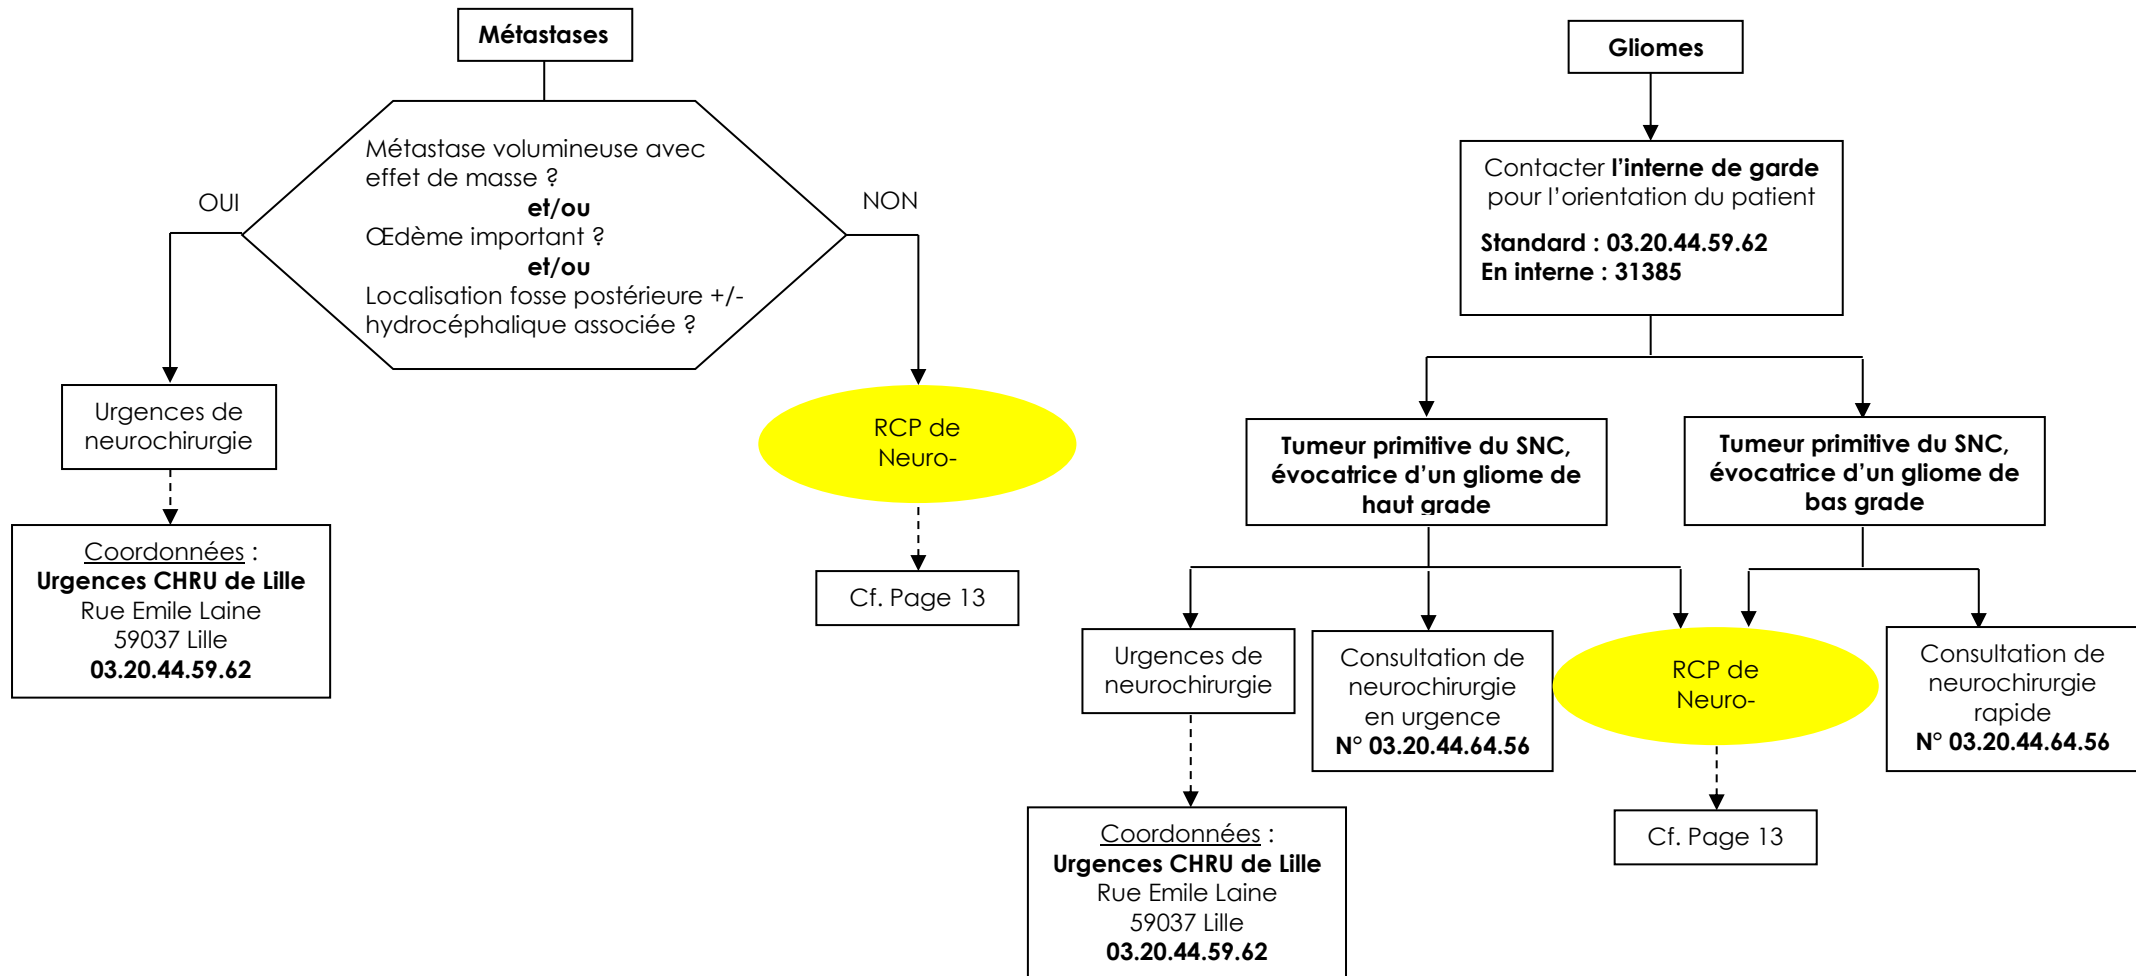 Métastases
Métastase volumineuse avec
effet de masse ?
et/ou
Œdème important ?
et/ou
Localisation fosse postérieure +/-
hydrocéphalique associée ?
OUI
NON
Urgences de
neurochirurgie
Coordonnées :
Urgences CHRU de Lille
Rue Emile Laine
59037 Lille
03.20.44.59.62
RCP de
Neuro-
Cf. Page 13
Gliomes
Contacter l’interne de garde
pour l’orientation du patient
Standard : 03.20.44.59.62
En interne : 31385
Tumeur primitive du SNC,
évocatrice d’un gliome de
haut grade
Tumeur primitive du SNC,
évocatrice d’un gliome de
bas grade
Urgences de
neurochirurgie
Consultation de
neurochirurgie
en urgence
N° 03.20.44.64.56
RCP de
Neuro-
Consultation de
neurochirurgie
rapide
N° 03.20.44.64.56
Coordonnées :
Urgences CHRU de Lille
Rue Emile Laine
59037 Lille
03.20.44.59.62
Cf. Page 13